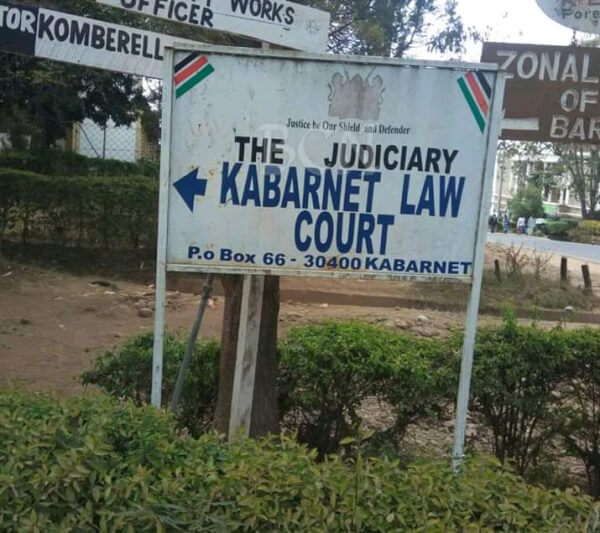 WORKS
OFFICER
TOR
KOMBERELL
Fore
ZONAL
OF
BAR
Justice be Our Shield and Defender
THE JUDICIARY
KABARNET LAW
COURT
P.o Box 66 - 30400 KABARNET